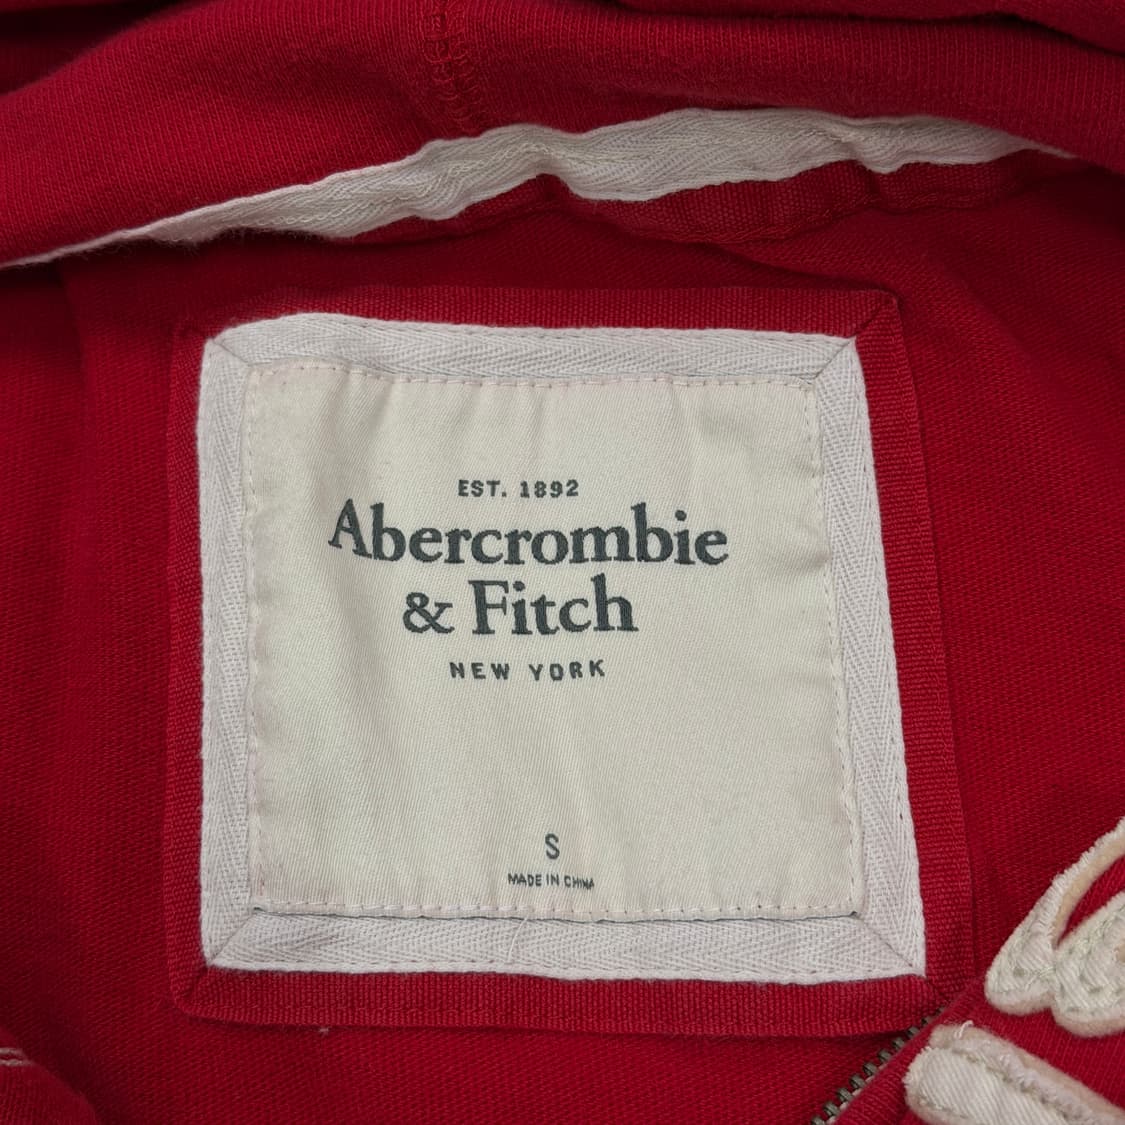 EST. 1892
Abercrombie
& Fitch
NEW YORK
S
MADE IN CHINA